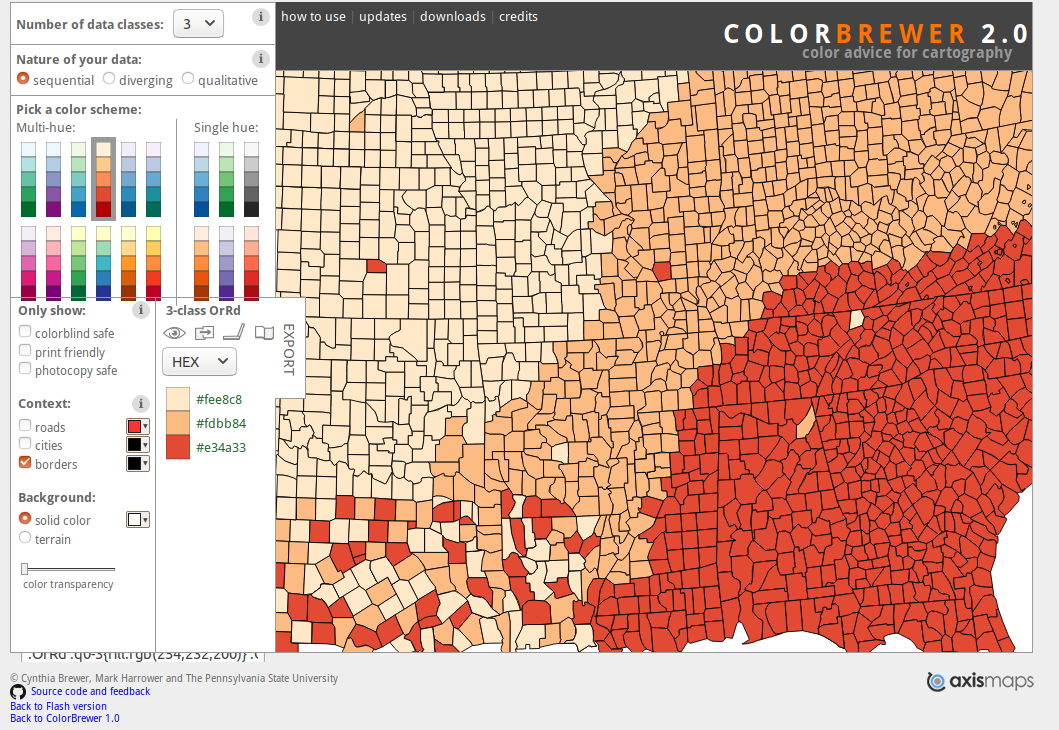 Number of data classes: 3 i
how to use | updates | downloads | credits
COLORBREWER 2.0
color advice for cartography
Nature of your data: i
sequential diverging qualitative
Pick a color scheme:
Multi-hue: Single hue:
Only show: i
colorblind safe
print friendly
photocopy safe
Context: i
roads
cities
borders
Background:
solid color
terrain
color transparency
3-class OrRd
EXPORT
HEX
#fee8c8
#fdbb84
#e34a33
.OrRd .q0-3{fill:rgb(254,232,200)} .(
© Cynthia Brewer, Mark Harrower and The Pennsylvania State University
Source code and feedback
Back to Flash version
Back to ColorBrewer 1.0
axismaps